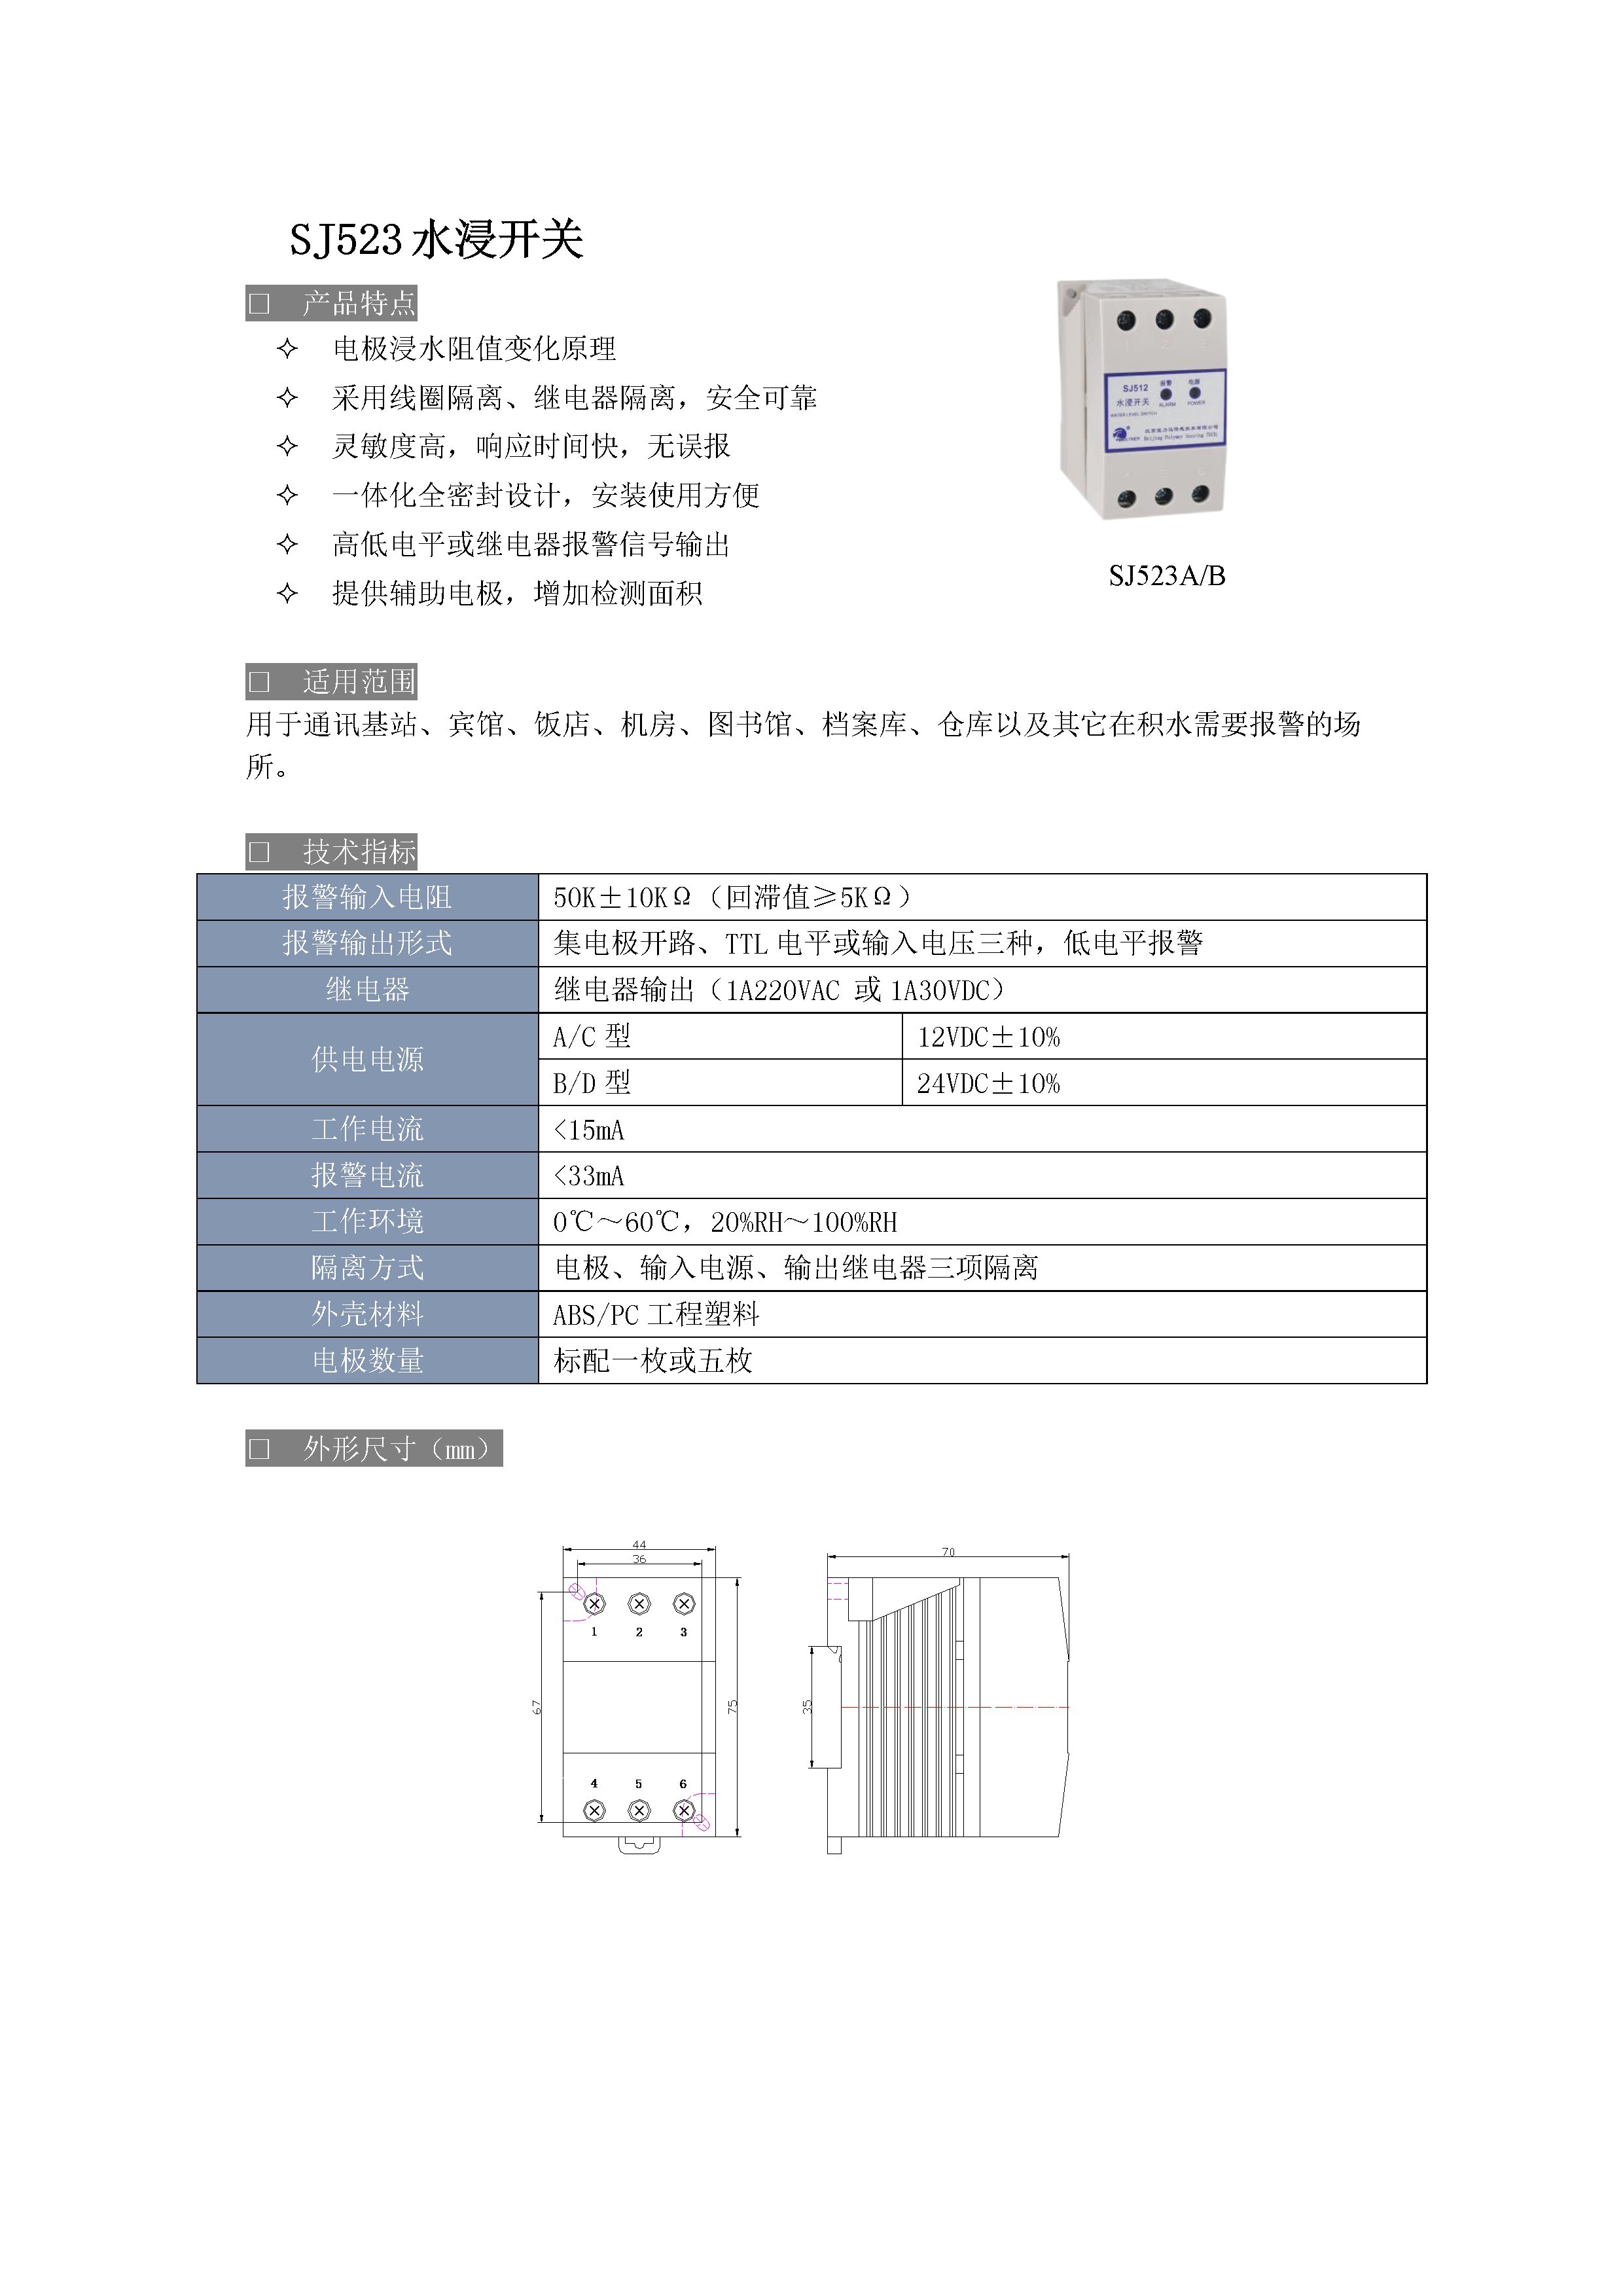 SJ523 水浸开关
□ 产品特点
✧ 电极浸水阻值变化原理
✧ 采用线圈隔离、继电器隔离，安全可靠
✧ 灵敏度高，响应时间快，无误报
✧ 一体化全密封设计，安装使用方便
✧ 高低电平或继电器报警信号输出
✧ 提供辅助电极，增加检测面积
SJ512 报警 电源
水浸开关 ALARM POWER
WATER LEVEL SWITCH
SJ523A/B
□ 适用范围
用于通讯基站、宾馆、饭店、机房、图书馆、档案库、仓库以及其它在积水需要报警的场
所。
□ 技术指标
报警输入电阻 50K±10KΩ（回滞值≥5KΩ）
报警输出形式 集电极开路、TTL 电平或输入电压三种，低电平报警
继电器 继电器输出（1A220VAC 或 1A30VDC）
供电电源 A/C 型 12VDC±10%
B/D 型 24VDC±10%
工作电流 <15mA
报警电流 <33mA
工作环境 0℃～60℃，20%RH～100%RH
隔离方式 电极、输入电源、输出继电器三项隔离
外壳材料 ABS/PC 工程塑料
电极数量 标配一枚或五枚
□ 外形尺寸（mm）
44
36
70
1 2 3
67
75
35
4 5 6